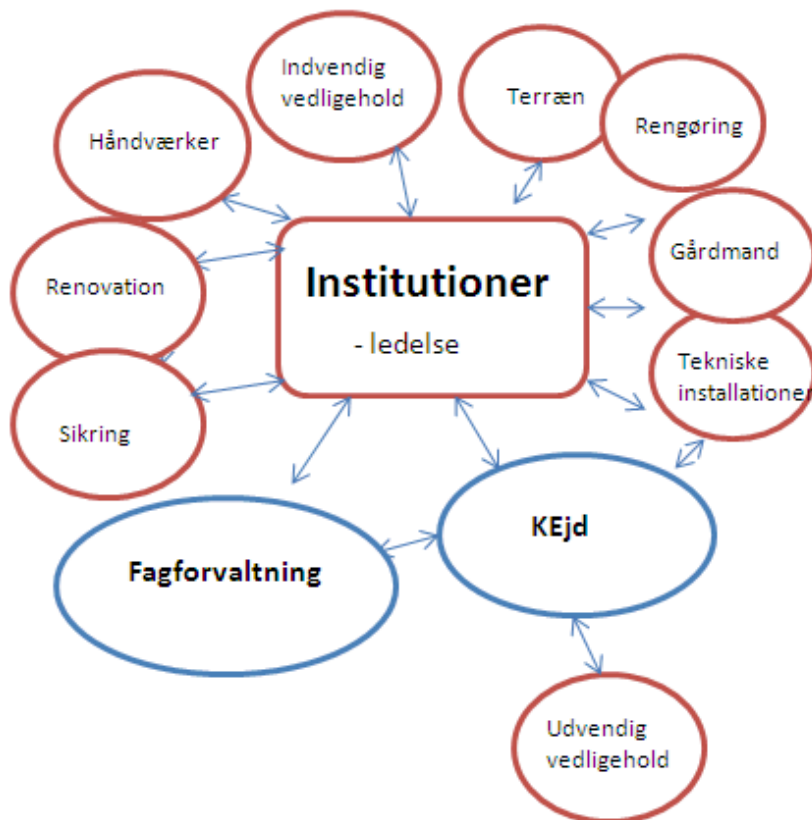 Indvendig
vedligehold
Terræn
Rengøring
Håndværker
Gårdmand
Renovation
Institutioner
- ledelse
Tekniske
installationer
Sikring
KEjd
Fagforvaltning
Udvendig
vedligehold